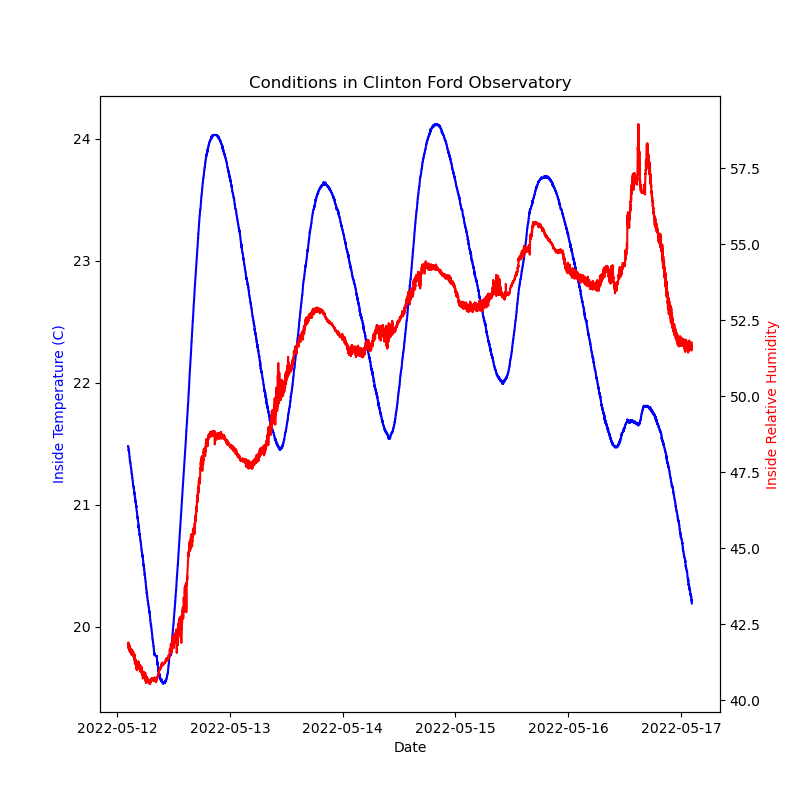 Conditions in Clinton Ford Observatory
24
23
22
21
20
Inside Temperature (C)
57.5
55.0
52.5
50.0
47.5
45.0
42.5
40.0
Inside Relative Humidity
2022-05-12 2022-05-13 2022-05-14 2022-05-15 2022-05-16 2022-05-17
Date